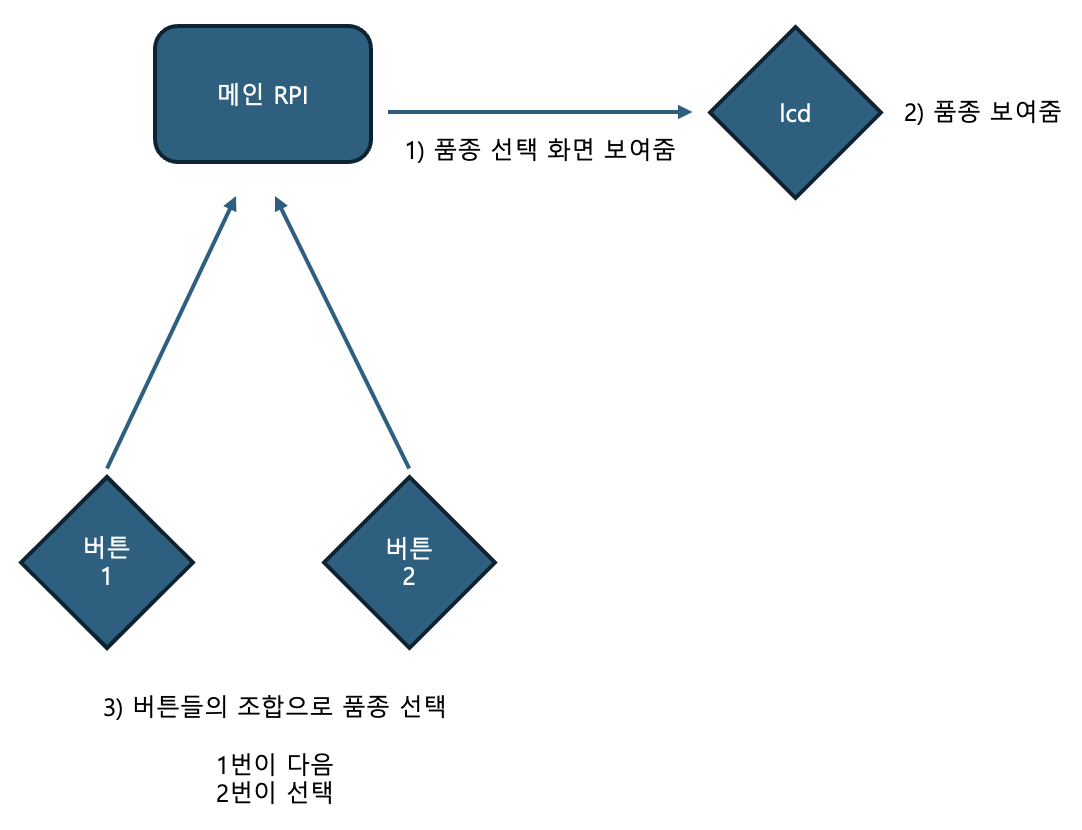 메인 RPI
lcd
2) 품종 보여줌
1) 품종 선택 화면 보여줌
버튼
1
버튼
2
3) 버튼들의 조합으로 품종 선택
1번이 다음
2번이 선택